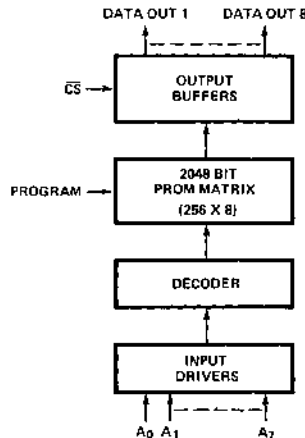 DATA OUT 1 DATA OUT 8
CS
OUTPUT
BUFFERS
PROGRAM
2048 BIT
PROM MATRIX
(256 X 8)
DECODER
INPUT
DRIVERS
A0 A1 A7